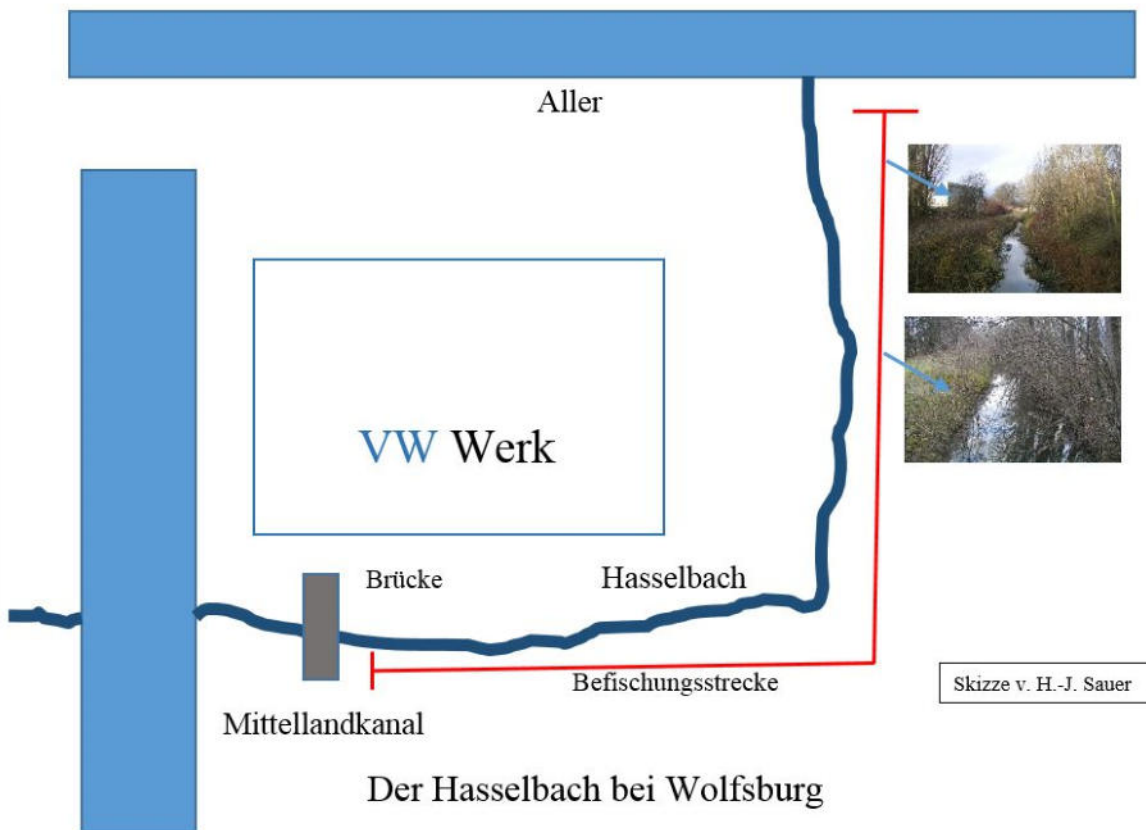 Aller
VW Werk
Brücke
Hasselbach
Befischungsstrecke
Skizze v. H.-J. Sauer
Mittellandkanal
Der Hasselbach bei Wolfsburg